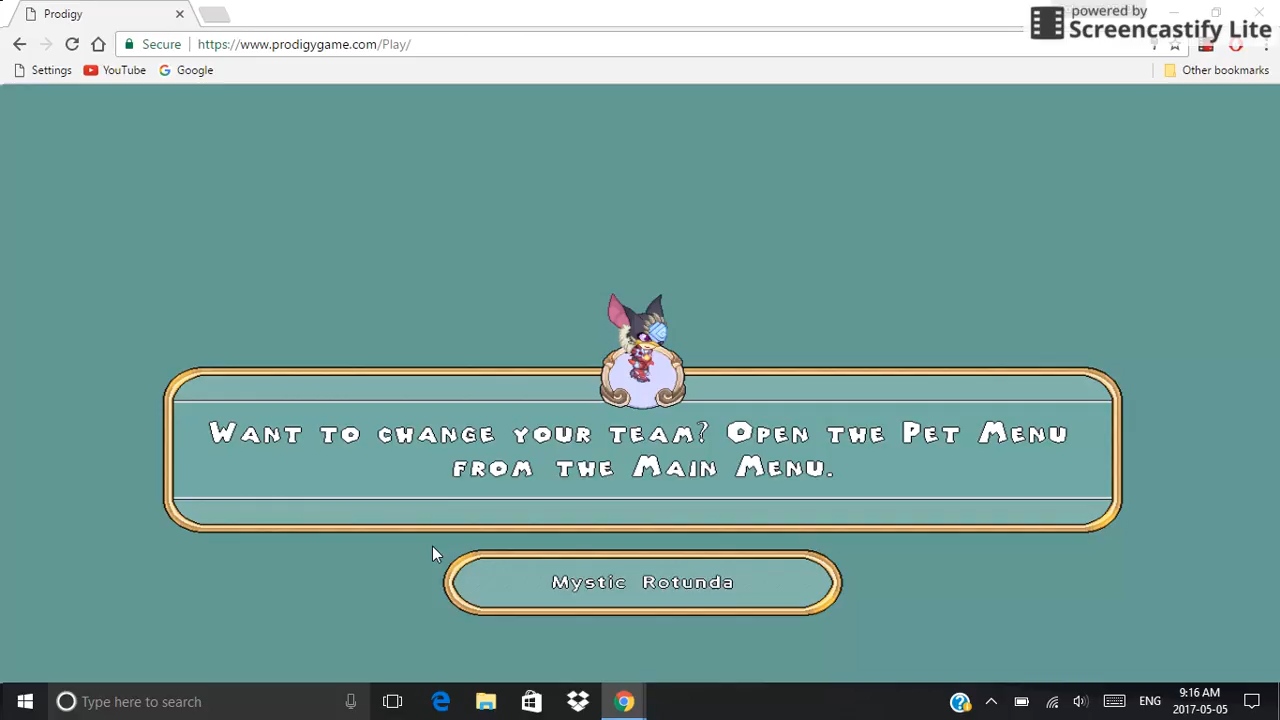 Prodigy
powered by
Screencastify Lite
Secure
https://www.prodigygame.com/Play/
Settings
YouTube
Google
Other bookmarks
Want to change your team? Open the Pet Menu
from the Main Menu.
Mystic Rotunda
Type here to search
ENG
9:16 AM
2017-05-05